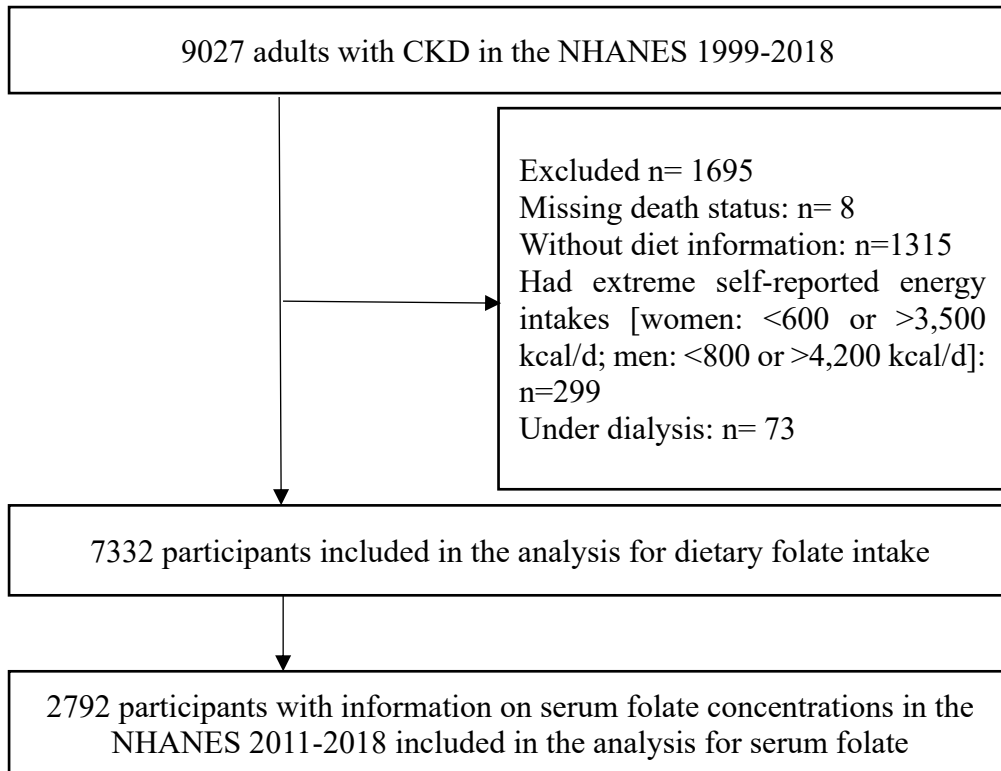 9027 adults with CKD in the NHANES 1999-2018
Excluded n= 1695
Missing death status: n= 8
Without diet information: n=1315
Had extreme self-reported energy
intakes [women: <600 or >3,500
kcal/d; men: <800 or >4,200 kcal/d]:
n=299
Under dialysis: n= 73
7332 participants included in the analysis for dietary folate intake
2792 participants with information on serum folate concentrations in the
NHANES 2011-2018 included in the analysis for serum folate